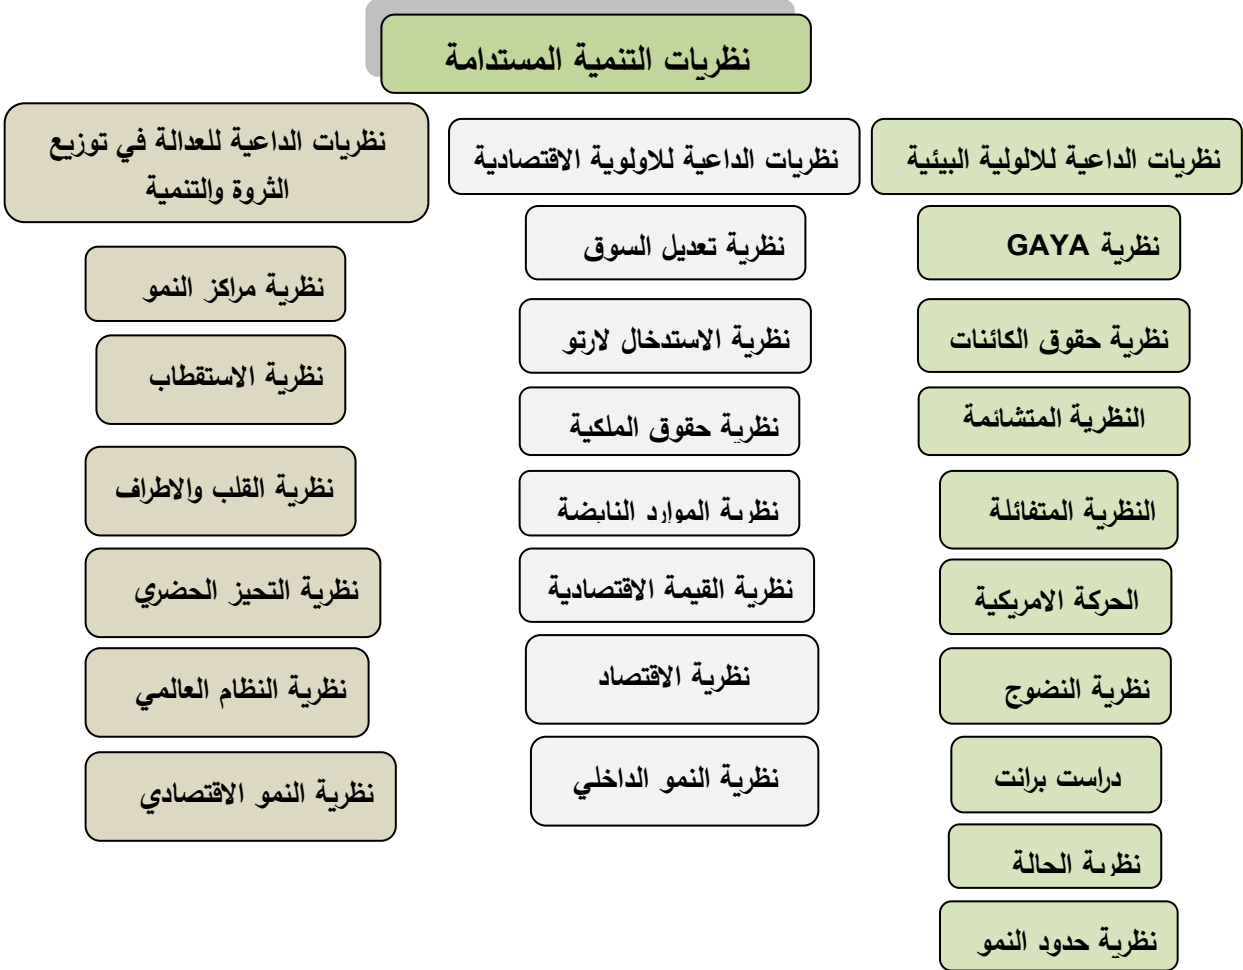 نظريات التنمية المستدامة
نظريات الداعية لللالولية البيئية
نظرية GAYA
نظرية حقوق الكائنات
النظرية المتشائمة
النظرية المتفائلة
الحركة الامريكية
نظرية النضوج
دراست برانت
نظرية الحالة
نظرية حدود النمو
نظريات الداعية للاولوية الاقتصادية
نظرية تعديل السوق
نظرية الاستدخال لارتو
نظرية حقوق الملكية
نظرية الموارد النابضة
نظرية القيمة الاقتصادية
نظرية الاقتصاد
نظرية النمو الداخلي
نظريات الداعية للعدالة في توزيع
الثروة والتنمية
نظرية مراكز النمو
نظرية الاستقطاب
نظرية القلب والاطراف
نظرية التحيز الحضري
نظرية النظام العالمي
نظرية النمو الاقتصادي